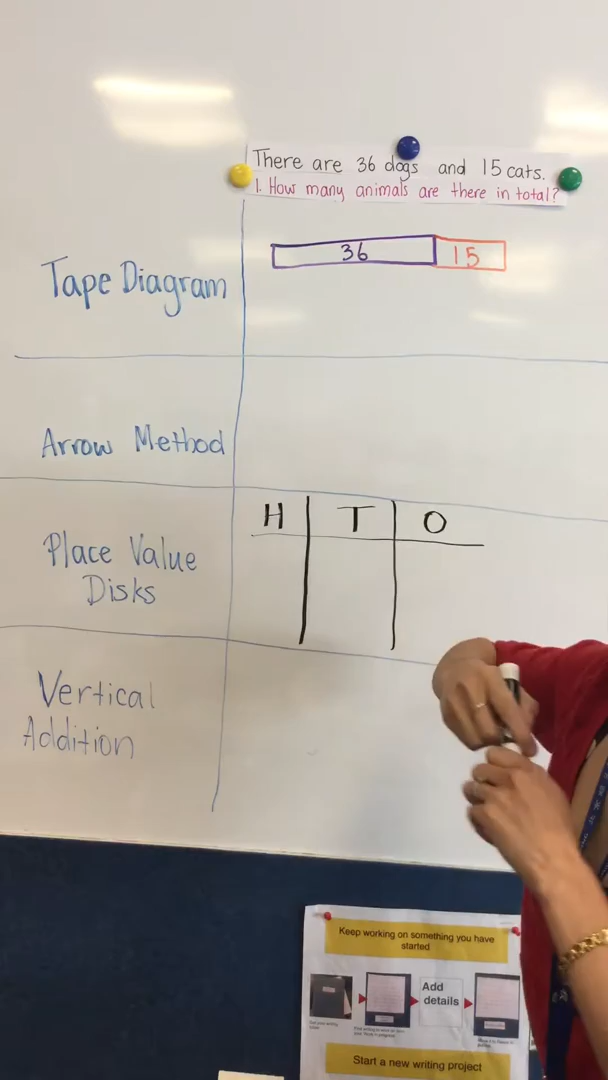 There are 36 dogs and 15 cats.
1. How many animals are there in total?
Tape Diagram
36 15
Arrow Method
H T O
Place Value
Disks
Vertical
Addition
Keep working on something you have
started
Add
details
Start a new writing project